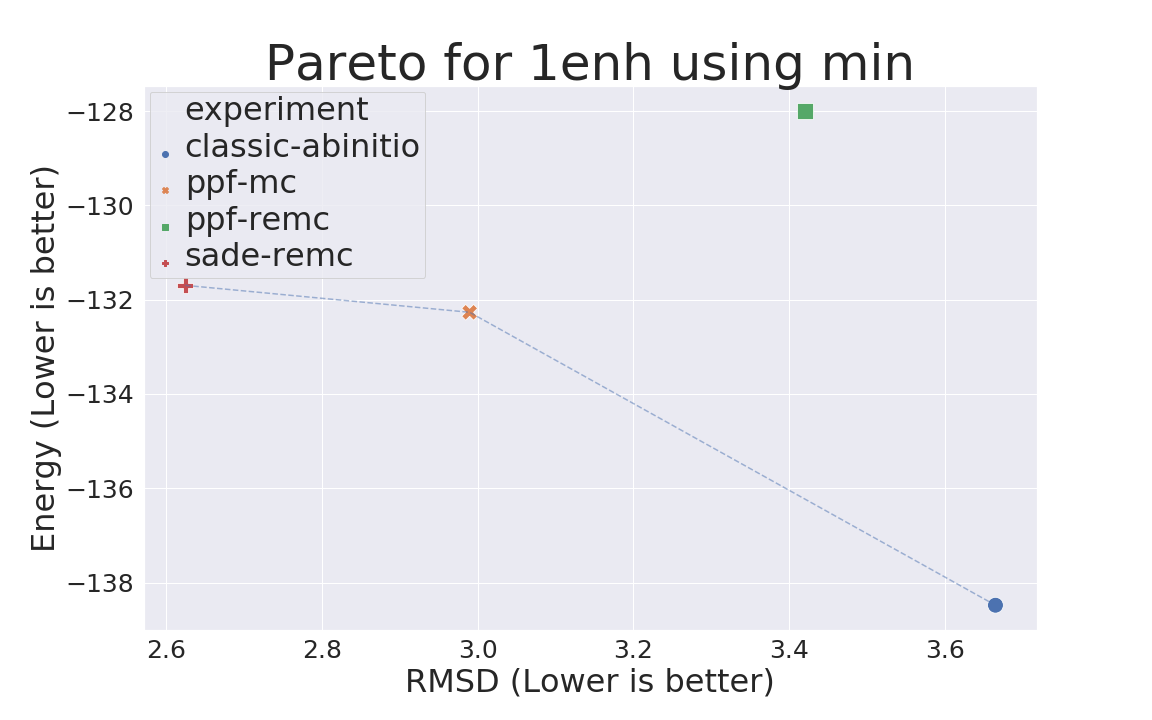 Pareto for 1enh using min
experiment
classic-abinitio
ppf-mc
ppf-remc
sade-remc
Energy (Lower is better)
−128
−130
−132
−134
−136
−138
2.6 2.8 3.0 3.2 3.4 3.6
RMSD (Lower is better)